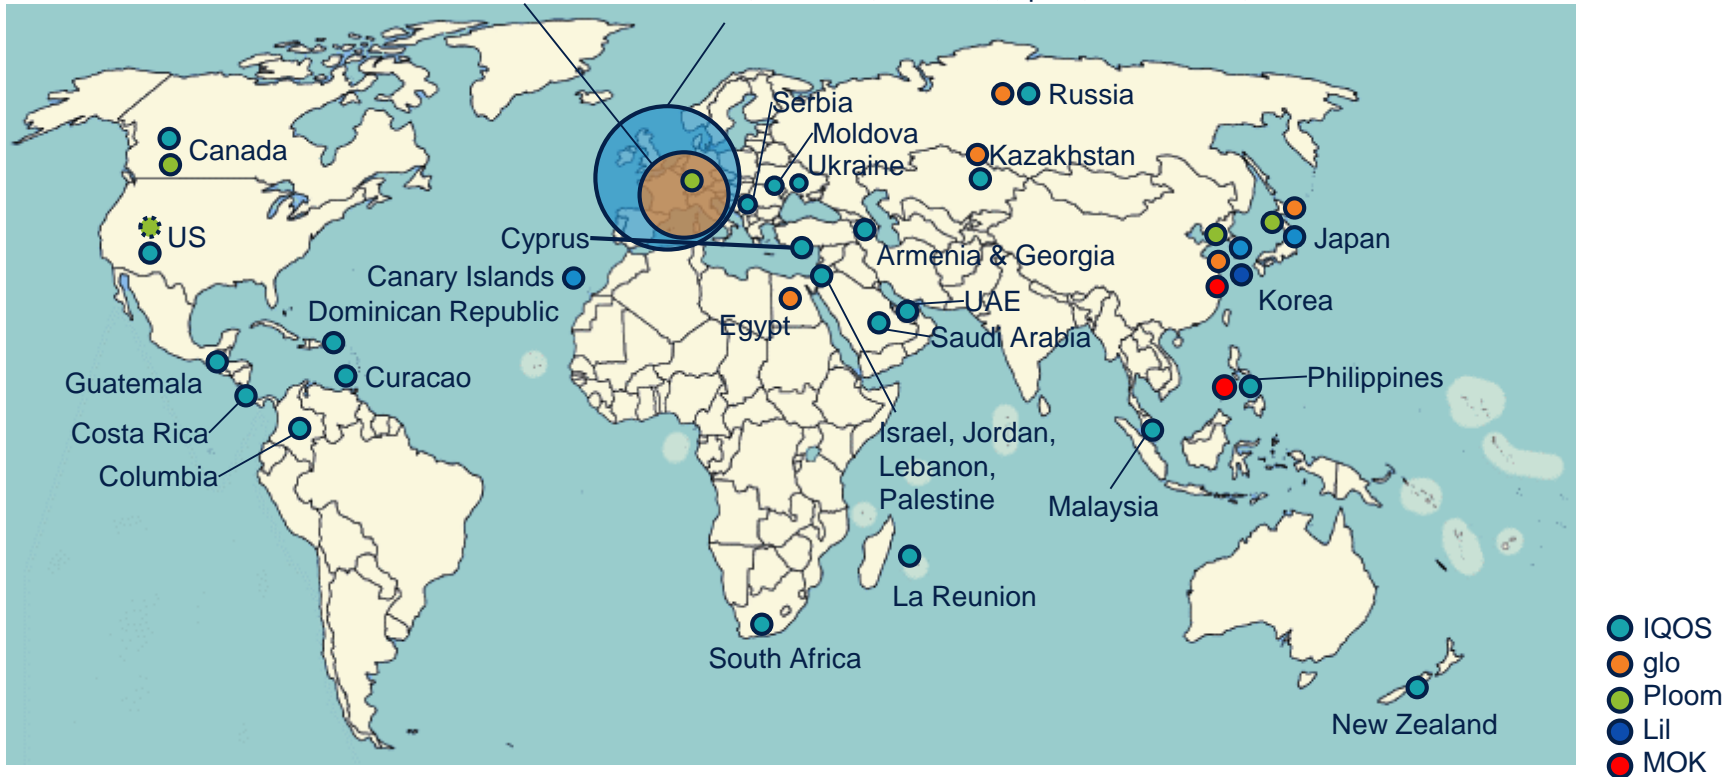 Serbia
Russia
Moldova
Canada
Ukraine
Kazakhstan
US
Cyprus
Japan
Armenia & Georgia
Canary Islands
Korea
Dominican Republic
UAE
Egypt
Saudi Arabia
Guatemala
Curacao
Philippines
Costa Rica
Israel, Jordan,
Lebanon,
Palestine
Columbia
Malaysia
La Reunion
South Africa
New Zealand
IQOS
glo
Ploom
Lil
MOK